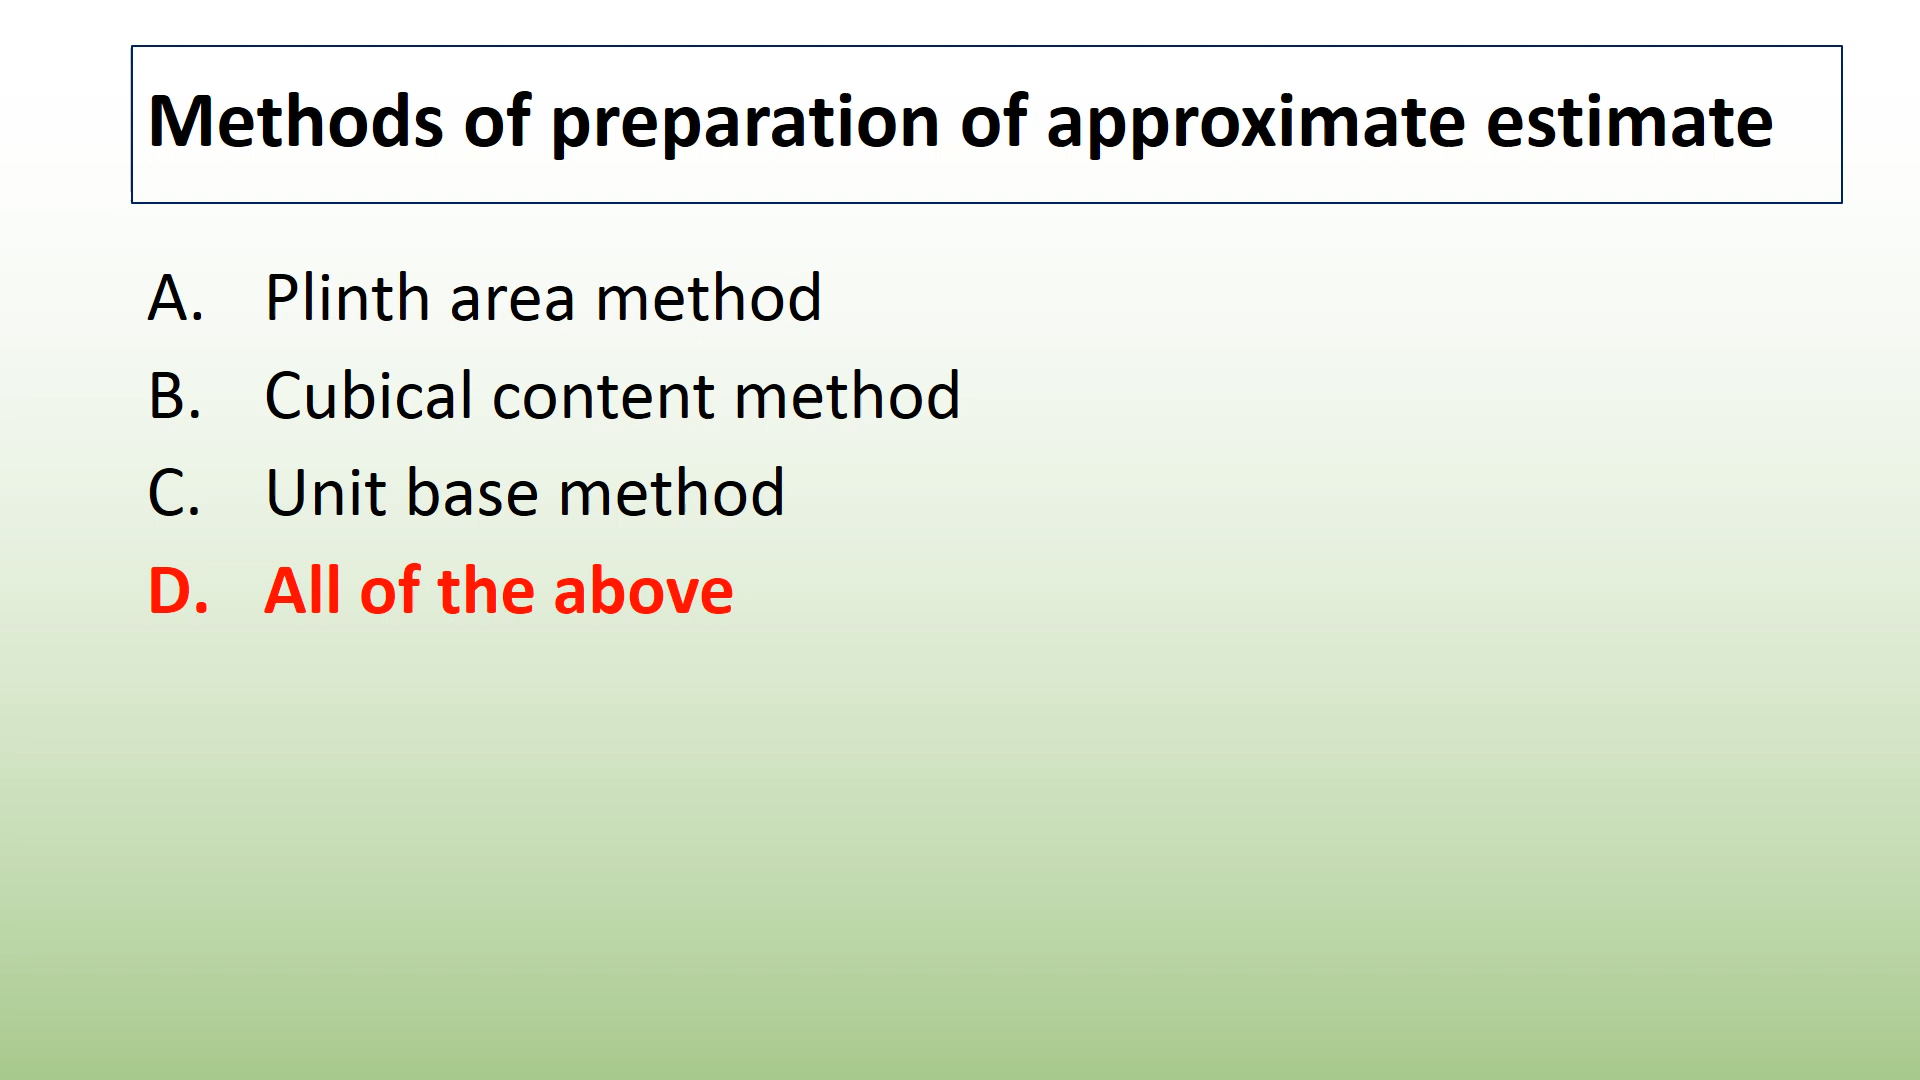 Methods of preparation of approximate estimate
A. Plinth area method
B. Cubical content method
C. Unit base method
D. All of the above